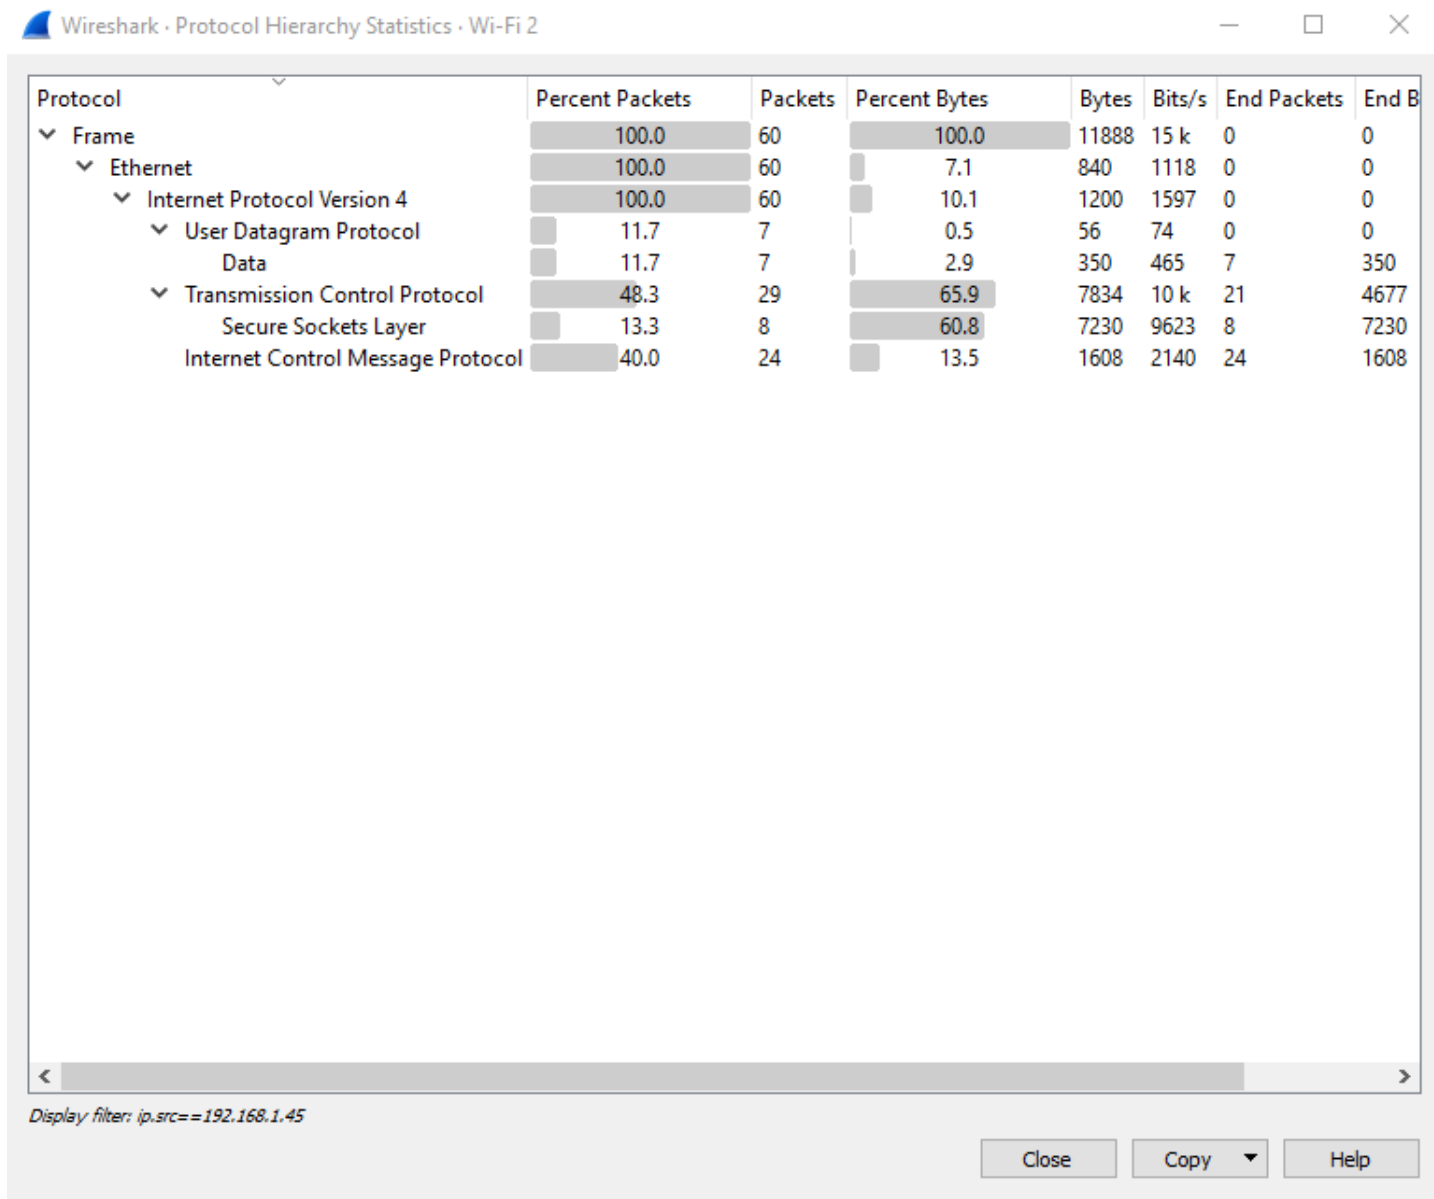 Wireshark · Protocol Hierarchy Statistics · Wi-Fi 2
Protocol Percent Packets Packets Percent Bytes Bytes Bits/s End Packets End B
Frame 100.0 60 100.0 11888 15 k 0 0
Ethernet 100.0 60 7.1 840 1118 0 0
Internet Protocol Version 4 100.0 60 10.1 1200 1597 0 0
User Datagram Protocol 11.7 7 0.5 56 74 0 0
Data 11.7 7 2.9 350 465 7 350
Transmission Control Protocol 48.3 29 65.9 7834 10 k 21 4677
Secure Sockets Layer 13.3 8 60.8 7230 9623 8 7230
Internet Control Message Protocol 40.0 24 13.5 1608 2140 24 1608
Display filter: ip.src==192.168.1.45
Close Copy Help